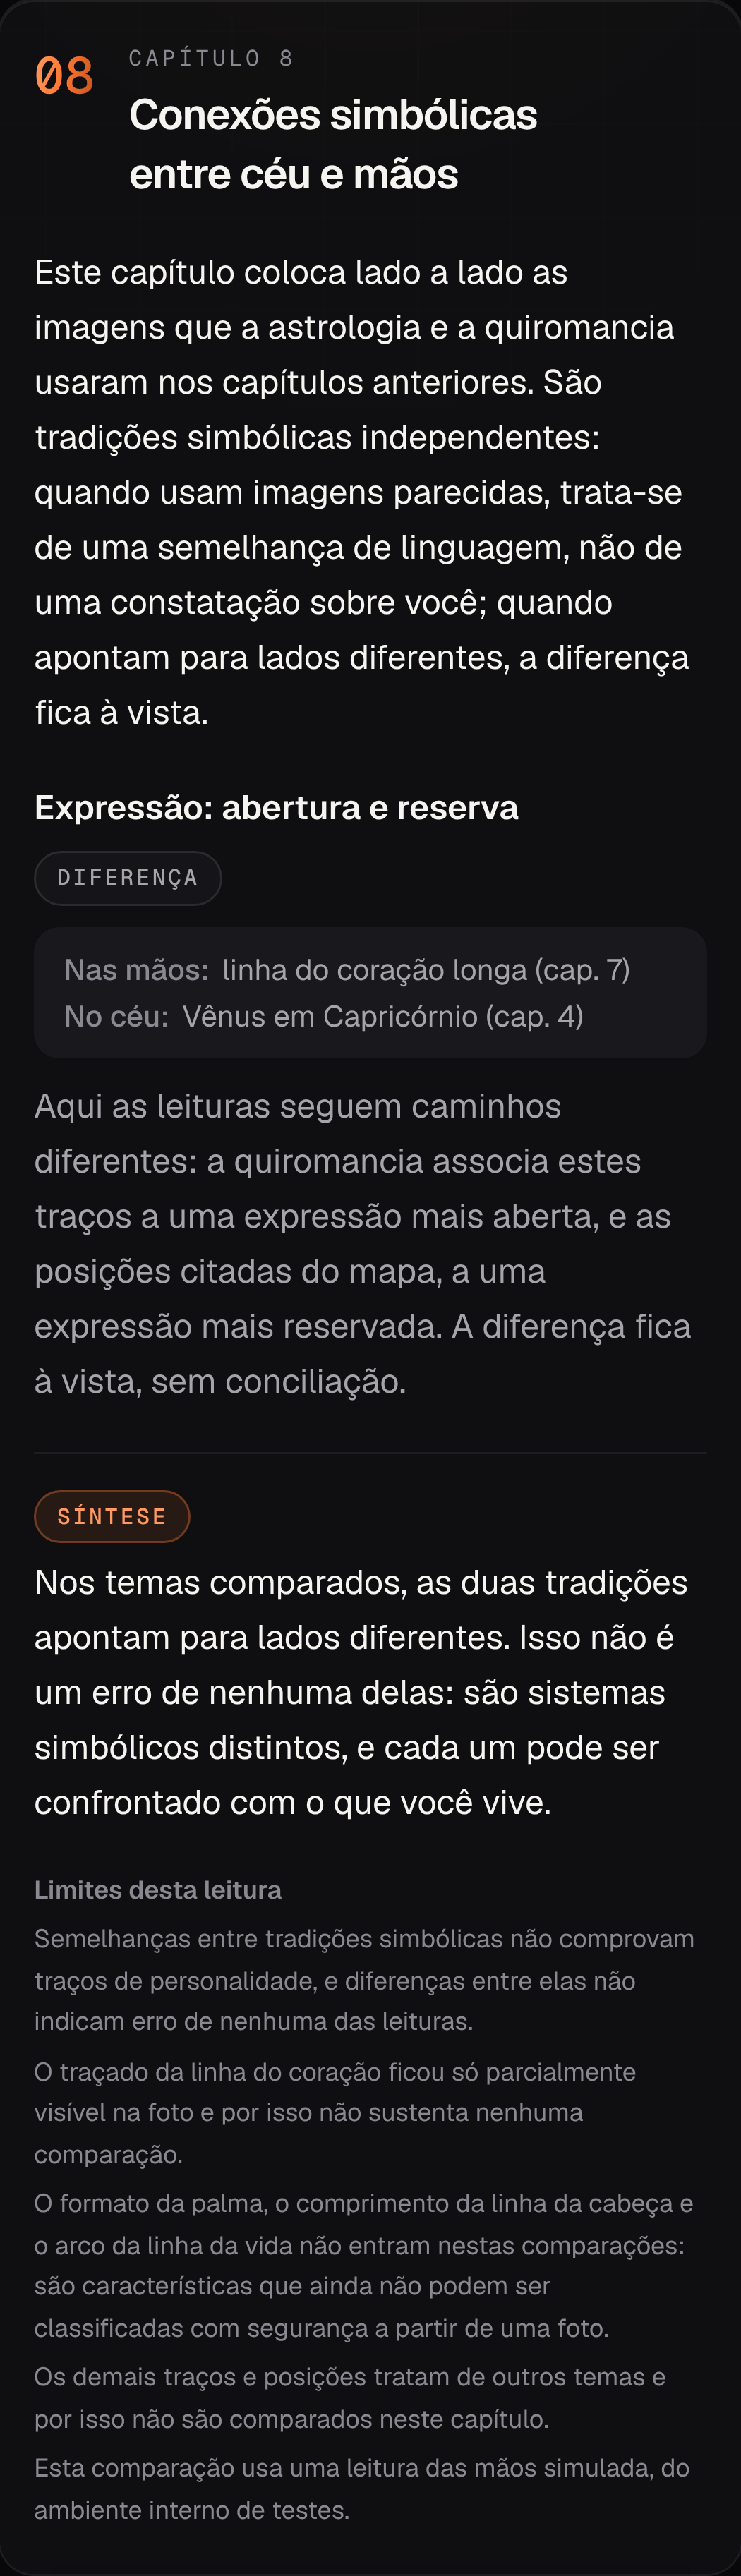 08
CAPÍTULO 8
Conexões simbólicas
entre céu e mãos
Este capítulo coloca lado a lado as
imagens que a astrologia e a quiromancia
usaram nos capítulos anteriores. São
tradições simbólicas independentes:
quando usam imagens parecidas, trata-se
de uma semelhança de linguagem, não de
uma constatação sobre você; quando
apontam para lados diferentes, a diferença
fica à vista.
Expressão: abertura e reserva
DIFERENÇA
Nas mãos: linha do coração longa (cap. 7)
No céu: Vênus em Capricórnio (cap. 4)
Aqui as leituras seguem caminhos
diferentes: a quiromancia associa estes
traços a uma expressão mais aberta, e as
posições citadas do mapa, a uma
expressão mais reservada. A diferença fica
à vista, sem conciliação.
SÍNTESE
Nos temas comparados, as duas tradições
apontam para lados diferentes. Isso não é
um erro de nenhuma delas: são sistemas
simbólicos distintos, e cada um pode ser
confrontado com o que você vive.
Limites desta leitura
Semelhanças entre tradições simbólicas não comprovam
traços de personalidade, e diferenças entre elas não
indicam erro de nenhuma das leituras.
O traçado da linha do coração ficou só parcialmente
visível na foto e por isso não sustenta nenhuma
comparação.
O formato da palma, o comprimento da linha da cabeça e
o arco da linha da vida não entram nestas comparações:
são características que ainda não podem ser
classificadas com segurança a partir de uma foto.
Os demais traços e posições tratam de outros temas e
por isso não são comparados neste capítulo.
Esta comparação usa uma leitura das mãos simulada, do
ambiente interno de testes.